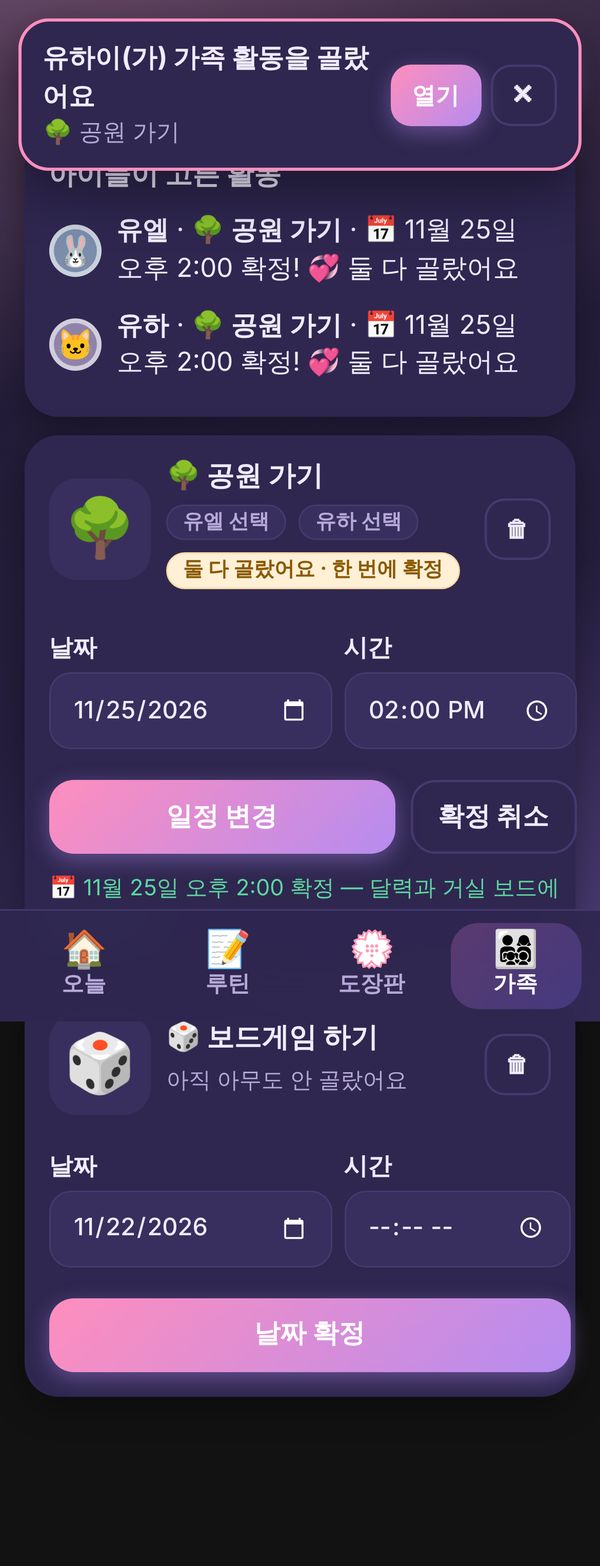 유하이(가) 가족 활동을 골랐
어요
🌳 공원 가기
열기
✕
아이들이 고른 활동
유엘 · 🌳 공원 가기 · 📅 11월 25일
오후 2:00 확정! 💞 둘 다 골랐어요
유하 · 🌳 공원 가기 · 📅 11월 25일
오후 2:00 확정! 💞 둘 다 골랐어요
🌳 공원 가기
유엘 선택
유하 선택
둘 다 골랐어요 · 한 번에 확정
날짜
시간
11/25/2026
02:00 PM
일정 변경
확정 취소
📅 11월 25일 오후 2:00 확정 — 달력과 거실 보드에
오늘
루틴
도장판
가족
🎲 보드게임 하기
아직 아무도 안 골랐어요
날짜
시간
11/22/2026
--:-- --
날짜 확정